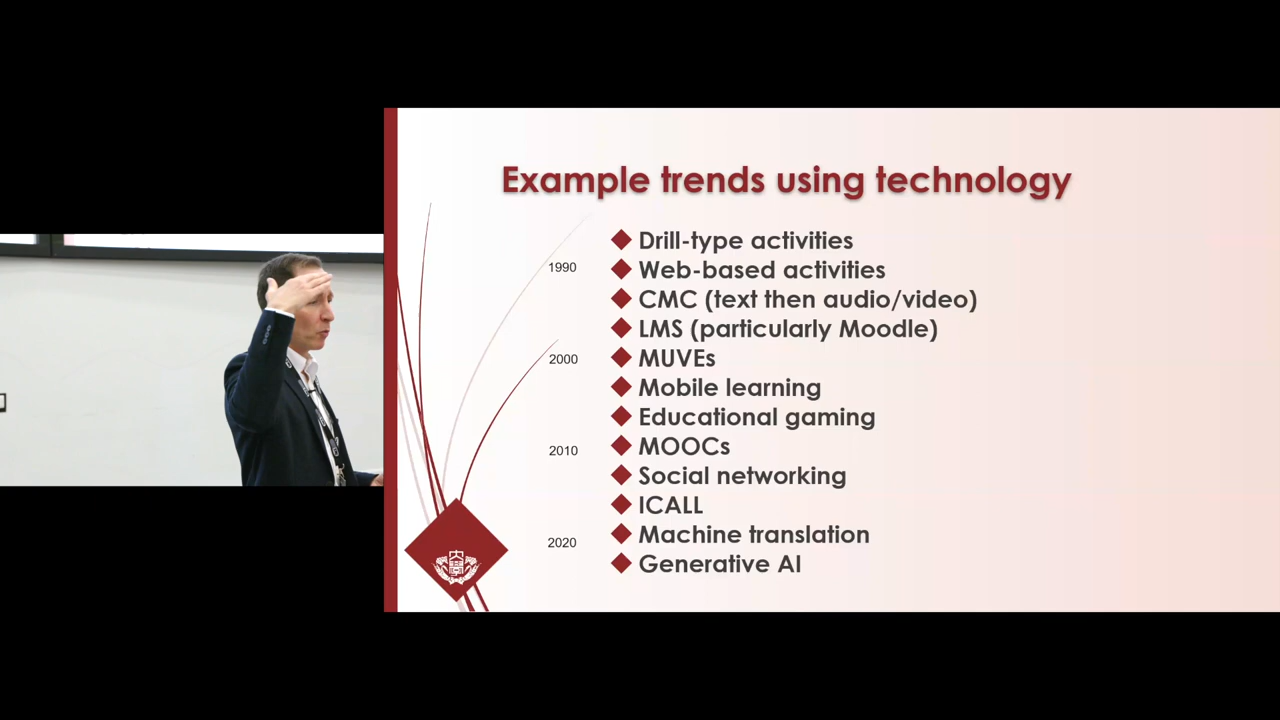 Example trends using technology
Drill-type activities
1990
Web-based activities
CMC (text then audio/video)
LMS (particularly Moodle)
2000
MUVEs
Mobile learning
Educational gaming
2010
MOOCs
Social networking
ICALL
2020
Machine translation
Generative AI